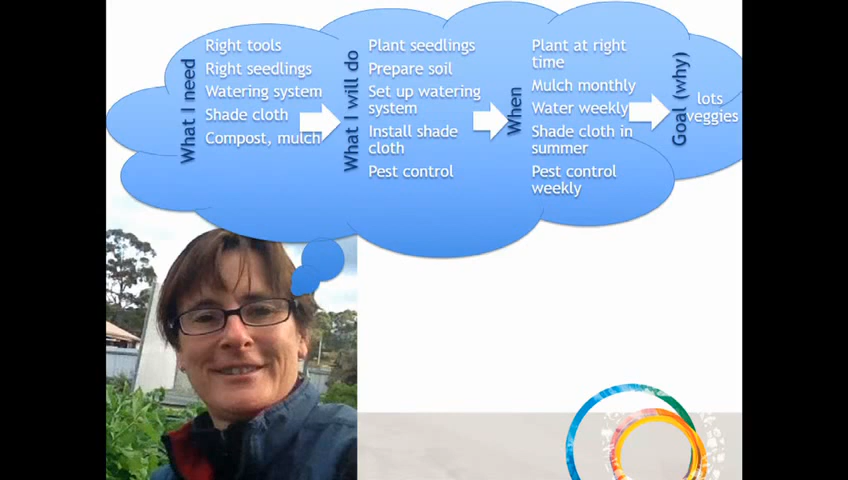 What I need
Right tools
Right seedlings
Watering system
Shade cloth
Compost, mulch
What I will do
Plant seedlings
Prepare soil
Set up watering
system
Install shade
cloth
Pest control
When
Plant at right
time
Mulch monthly
Water weekly
Shade cloth in
summer
Pest control
weekly
Goal (why)
lots
veggies